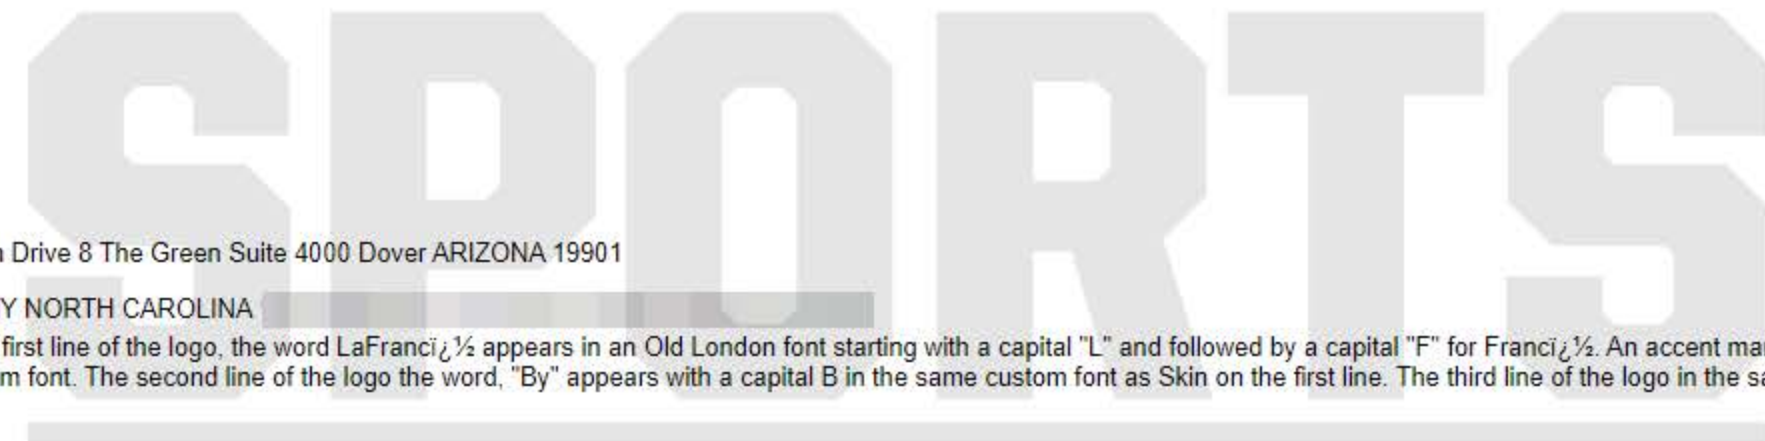 SPORTS
Drive 8 The Green Suite 4000 Dover ARIZONA 19901
Y NORTH CAROLINA
first line of the logo, the word LaFrancï¿½ appears in an Old London font starting with a capital "L" and followed by a capital "F" for Francï¿½. An accent
m font. The second line of the logo the word, "By" appears with a capital B in the same custom font as Skin on the first line. The third line of the logo in the